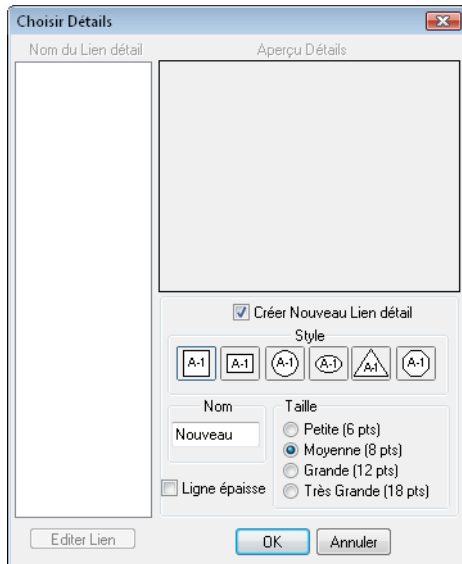 Choisir Détails
Nom du Lien détail
Aperçu Détails
Créer Nouveau Lien détail
Style
A-1 A-1 A-1 A-1 A-1 A-1
Nom
Nouveau
Taille
Petite (6 pts)
Moyenne (8 pts)
Grande (12 pts)
Très Grande (18 pts)
Ligne épaisse
Editer Lien
OK
Annuler